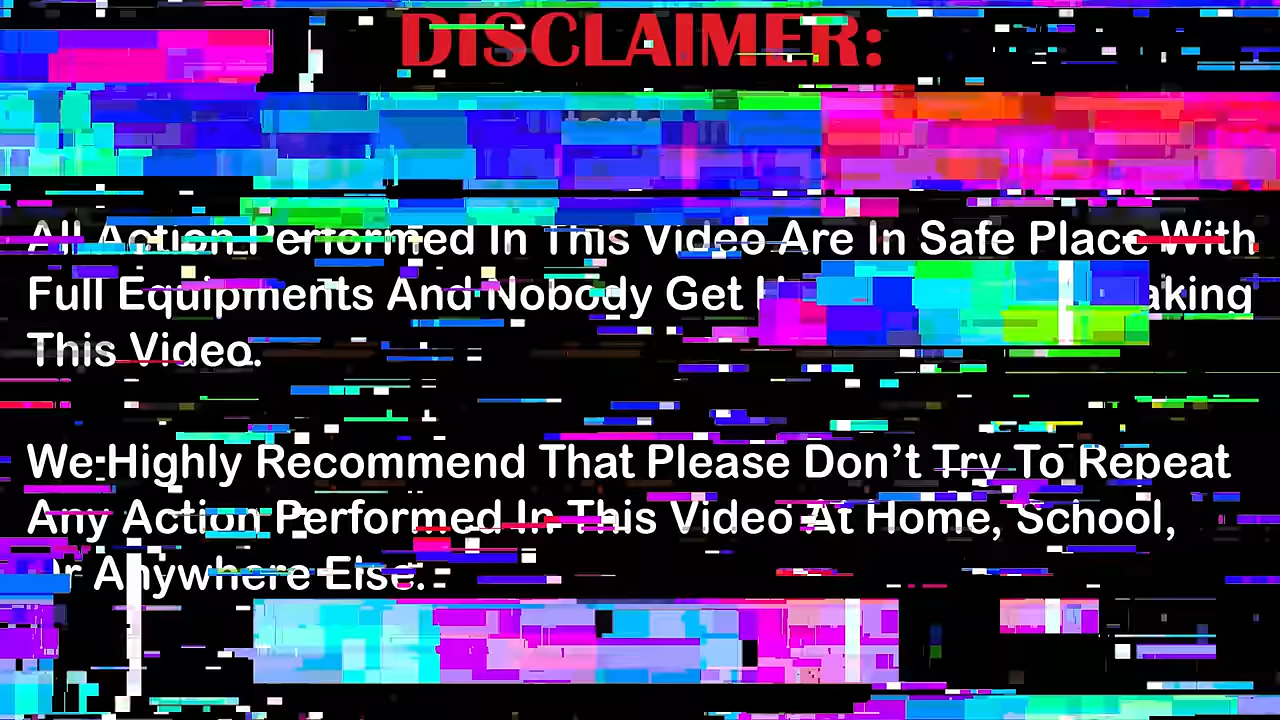 DISCLAIMER:
All Action Performed In This Video Are In Safe Place With
Full Equipments And Nobody Get
This Video.
We Highly Recommend That Please Don't Try To Repeat
Any Action Performed In This Video At Home, School,
Or Anywhere Else.